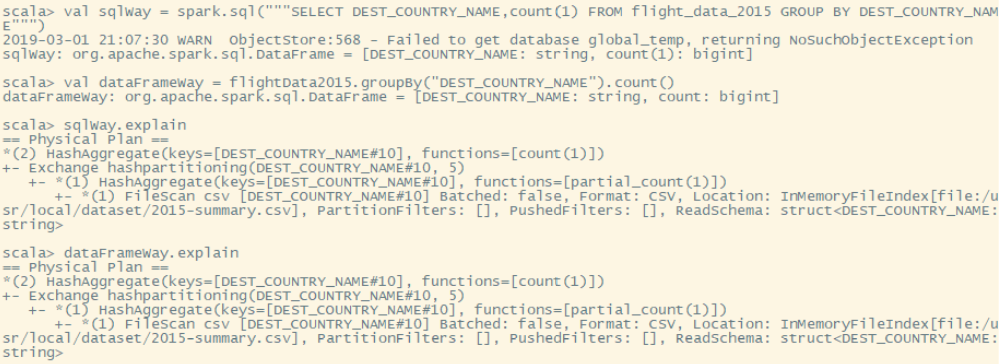 scala> val sqlWay = spark.sql("""SELECT DEST_COUNTRY_NAME,count(1) FROM flight_data_2015 GROUP BY DEST_COUNTRY_NAM
E""")
2019-03-01 21:07:30 WARN  ObjectStore:568 - Failed to get database global_temp, returning NoSuchObjectException
sqlWay: org.apache.spark.sql.DataFrame = [DEST_COUNTRY_NAME: string, count(1): bigint]
scala> val dataFrameWay = flightData2015.groupBy("DEST_COUNTRY_NAME").count()
dataFrameWay: org.apache.spark.sql.DataFrame = [DEST_COUNTRY_NAME: string, count: bigint]
scala> sqlWay.explain
== Physical Plan ==
*(2) HashAggregate(keys=[DEST_COUNTRY_NAME#10], functions=[count(1)])
+- Exchange hashpartitioning(DEST_COUNTRY_NAME#10, 5)
   +- *(1) HashAggregate(keys=[DEST_COUNTRY_NAME#10], functions=[partial_count(1)])
      +- *(1) FileScan csv [DEST_COUNTRY_NAME#10] Batched: false, Format: CSV, Location: InMemoryFileIndex[file:/u
sr/local/dataset/2015-summary.csv], PartitionFilters: [], PushedFilters: [], ReadSchema: struct<DEST_COUNTRY_NAME:
string>
scala> dataFrameWay.explain
== Physical Plan ==
*(2) HashAggregate(keys=[DEST_COUNTRY_NAME#10], functions=[count(1)])
+- Exchange hashpartitioning(DEST_COUNTRY_NAME#10, 5)
   +- *(1) HashAggregate(keys=[DEST_COUNTRY_NAME#10], functions=[partial_count(1)])
      +- *(1) FileScan csv [DEST_COUNTRY_NAME#10] Batched: false, Format: CSV, Location: InMemoryFileIndex[file:/u
sr/local/dataset/2015-summary.csv], PartitionFilters: [], PushedFilters: [], ReadSchema: struct<DEST_COUNTRY_NAME:
string>